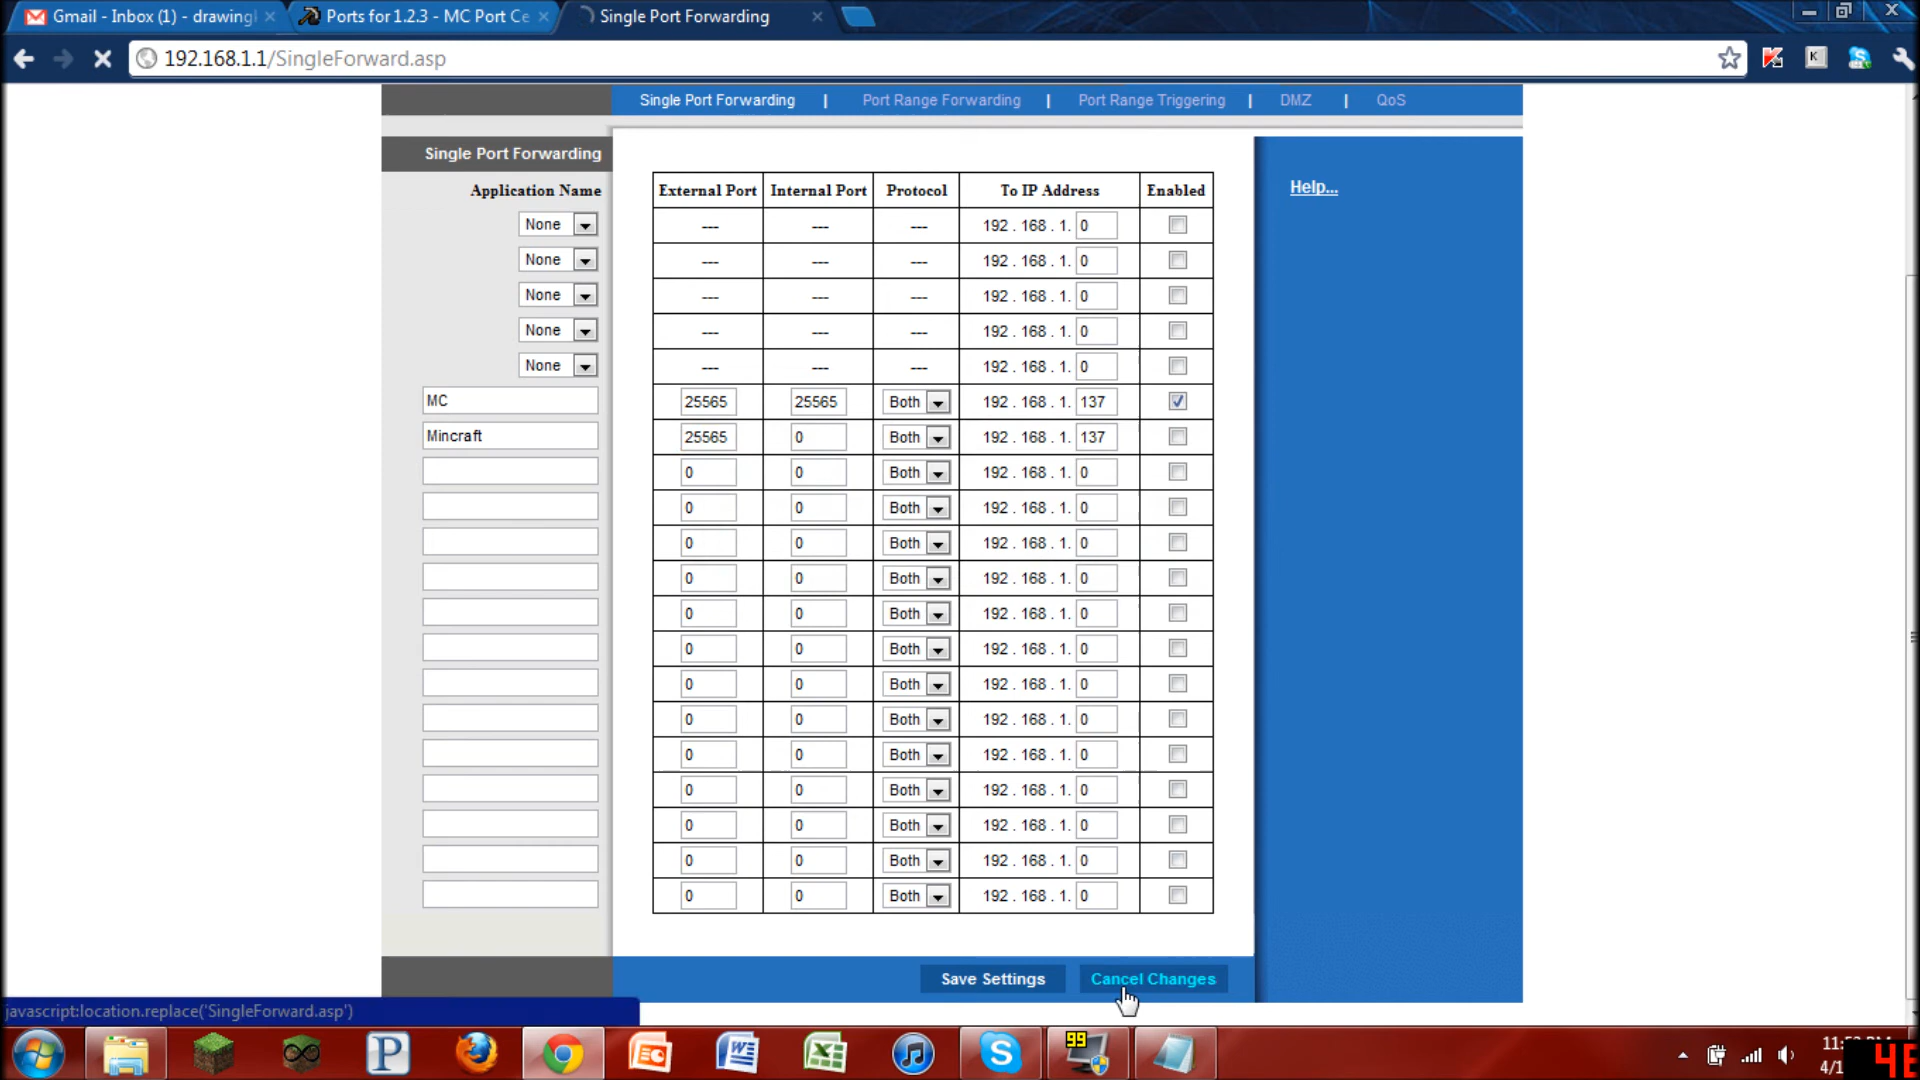 Gmail - Inbox (1) - drawing
Ports for 1.2.3 - MC Port Ce
Single Port Forwarding
192.168.1.1/SingleForward.asp
Single Port Forwarding | Port Range Forwarding | Port Range Triggering | DMZ | QoS
Single Port Forwarding
Help...
Application Name External Port Internal Port Protocol To IP Address Enabled
None --- --- --- 192 . 168 . 1. 0
None --- --- --- 192 . 168 . 1. 0
None --- --- --- 192 . 168 . 1. 0
None --- --- --- 192 . 168 . 1. 0
None --- --- --- 192 . 168 . 1. 0
MC 25565 25565 Both 192 . 168 . 1. 137
Mincraft 25565 0 Both 192 . 168 . 1. 137
0 0 Both 192 . 168 . 1. 0
0 0 Both 192 . 168 . 1. 0
0 0 Both 192 . 168 . 1. 0
0 0 Both 192 . 168 . 1. 0
0 0 Both 192 . 168 . 1. 0
0 0 Both 192 . 168 . 1. 0
0 0 Both 192 . 168 . 1. 0
0 0 Both 192 . 168 . 1. 0
0 0 Both 192 . 168 . 1. 0
0 0 Both 192 . 168 . 1. 0
0 0 Both 192 . 168 . 1. 0
0 0 Both 192 . 168 . 1. 0
0 0 Both 192 . 168 . 1. 0
Save Settings Cancel Changes
javascript:location.replace('SingleForward.asp')
99